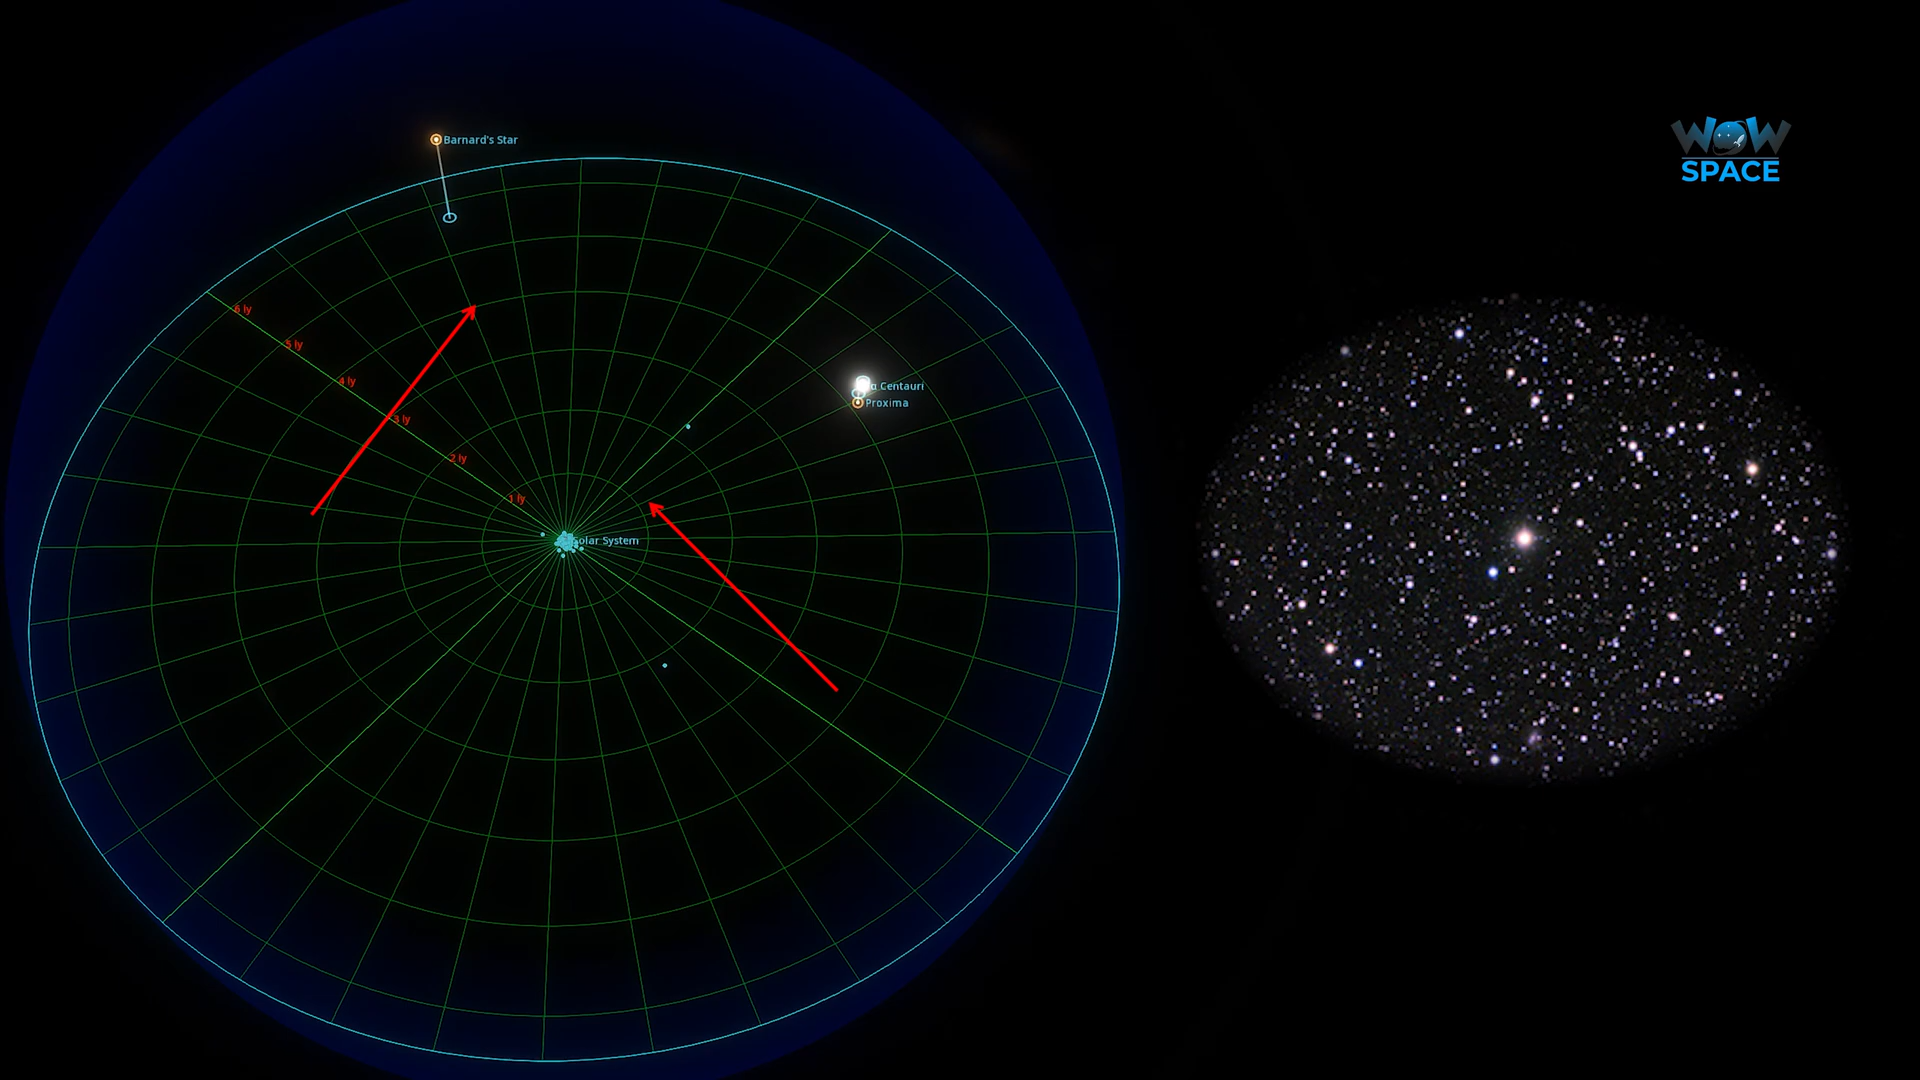 WOW
SPACE
Barnard's Star
6 ly
5 ly
4 ly
α Centauri
Proxima
3 ly
2 ly
1 ly
Solar System